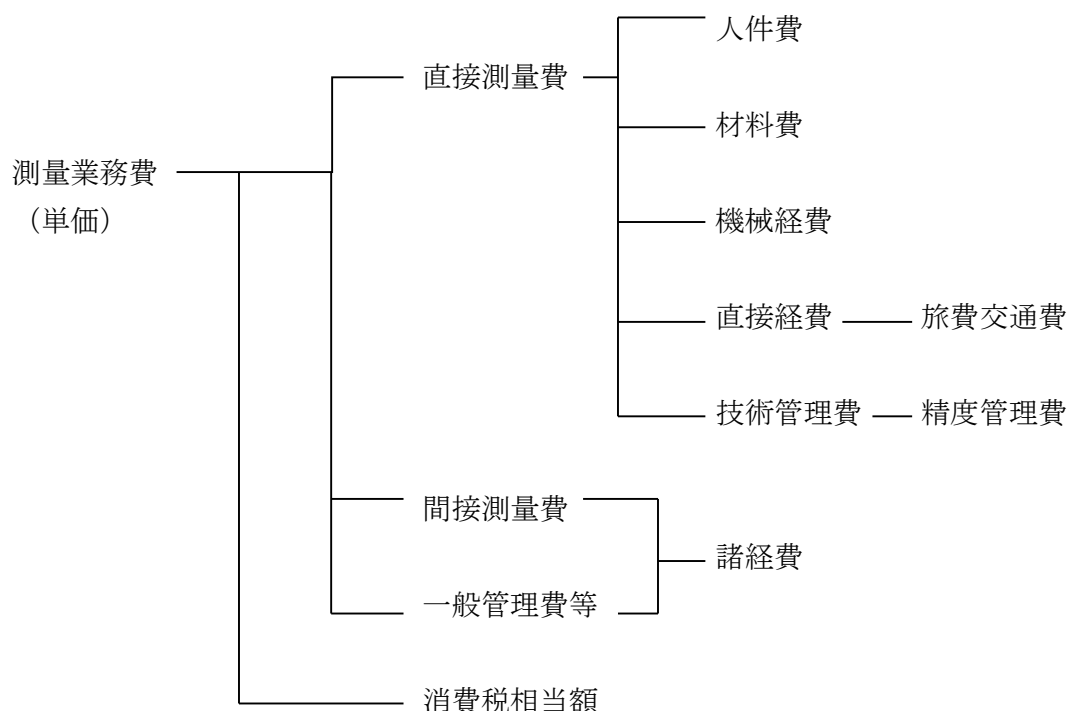 人件費
直接測量費
材料費
測量業務費
（単価）
機械経費
直接経費 旅費交通費
技術管理費 精度管理費
間接測量費
諸経費
一般管理費等
消費税相当額